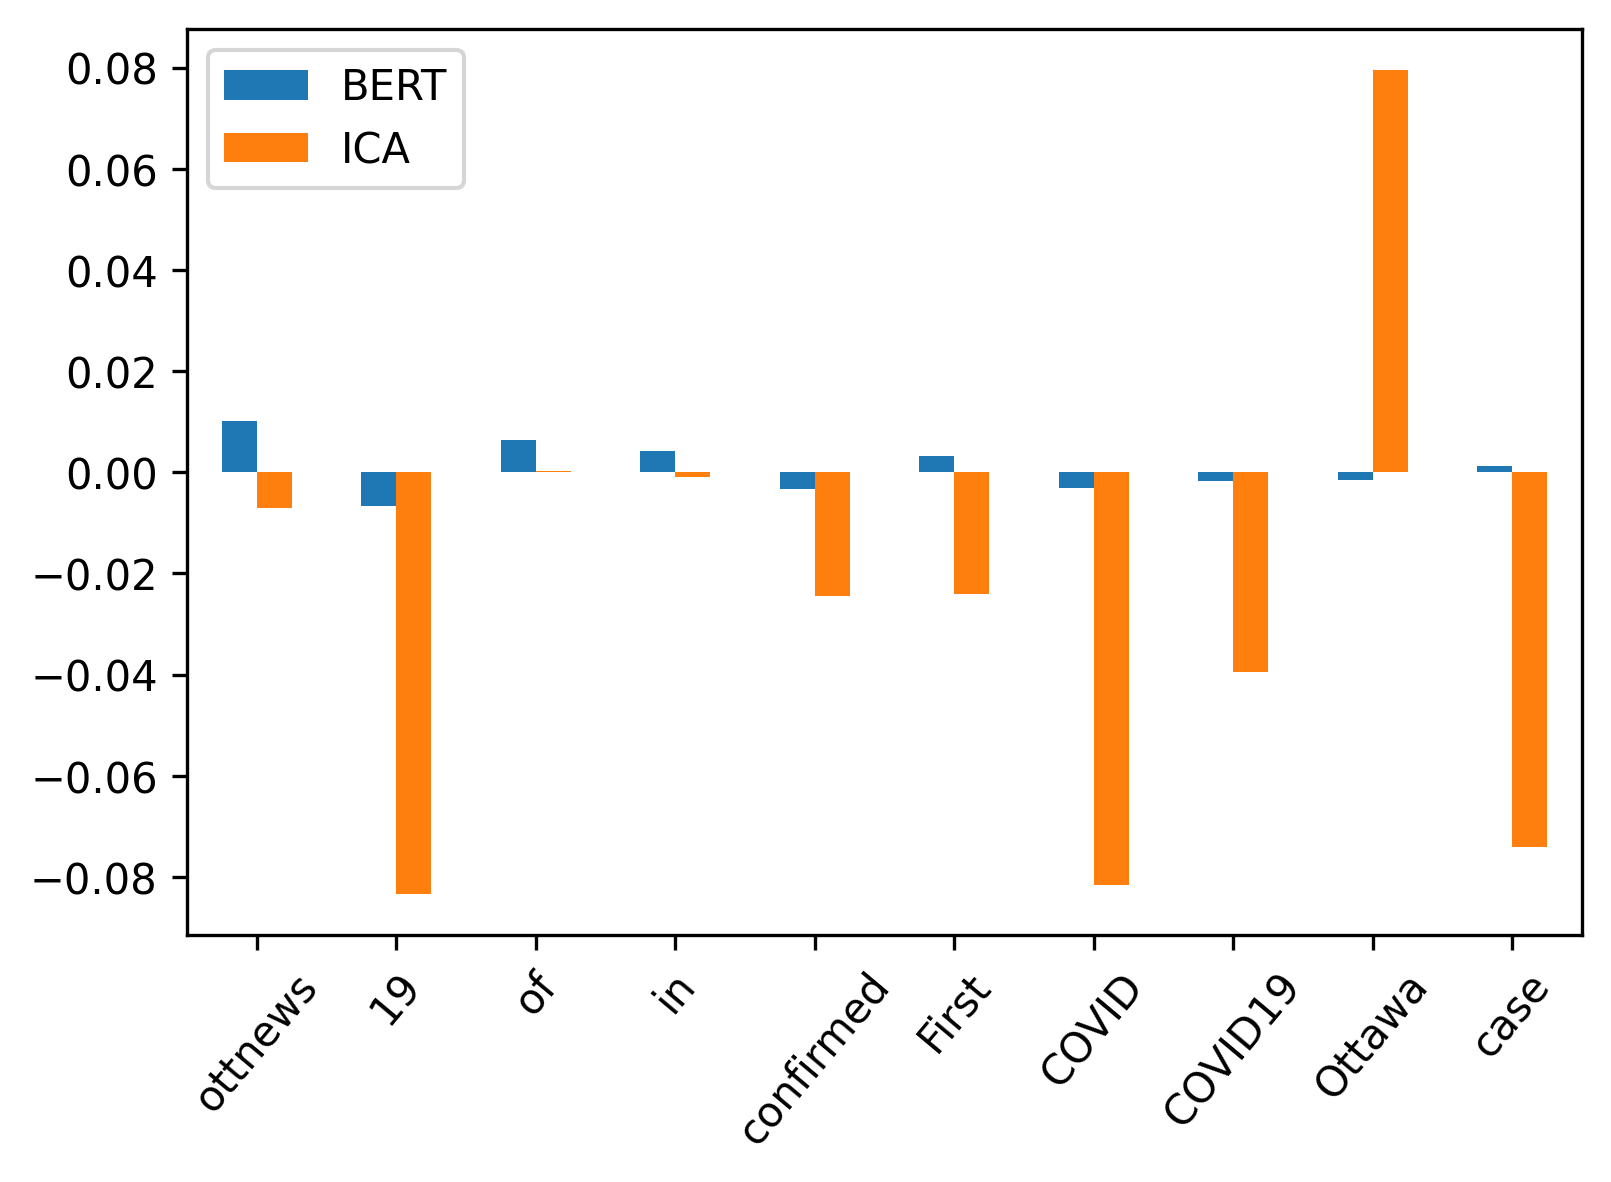 BERT
ICA
0.08
0.06
0.04
0.02
0.00
−0.02
−0.04
−0.06
−0.08
ottnews
19
of
in
confirmed
First
COVID
COVID19
Ottawa
case